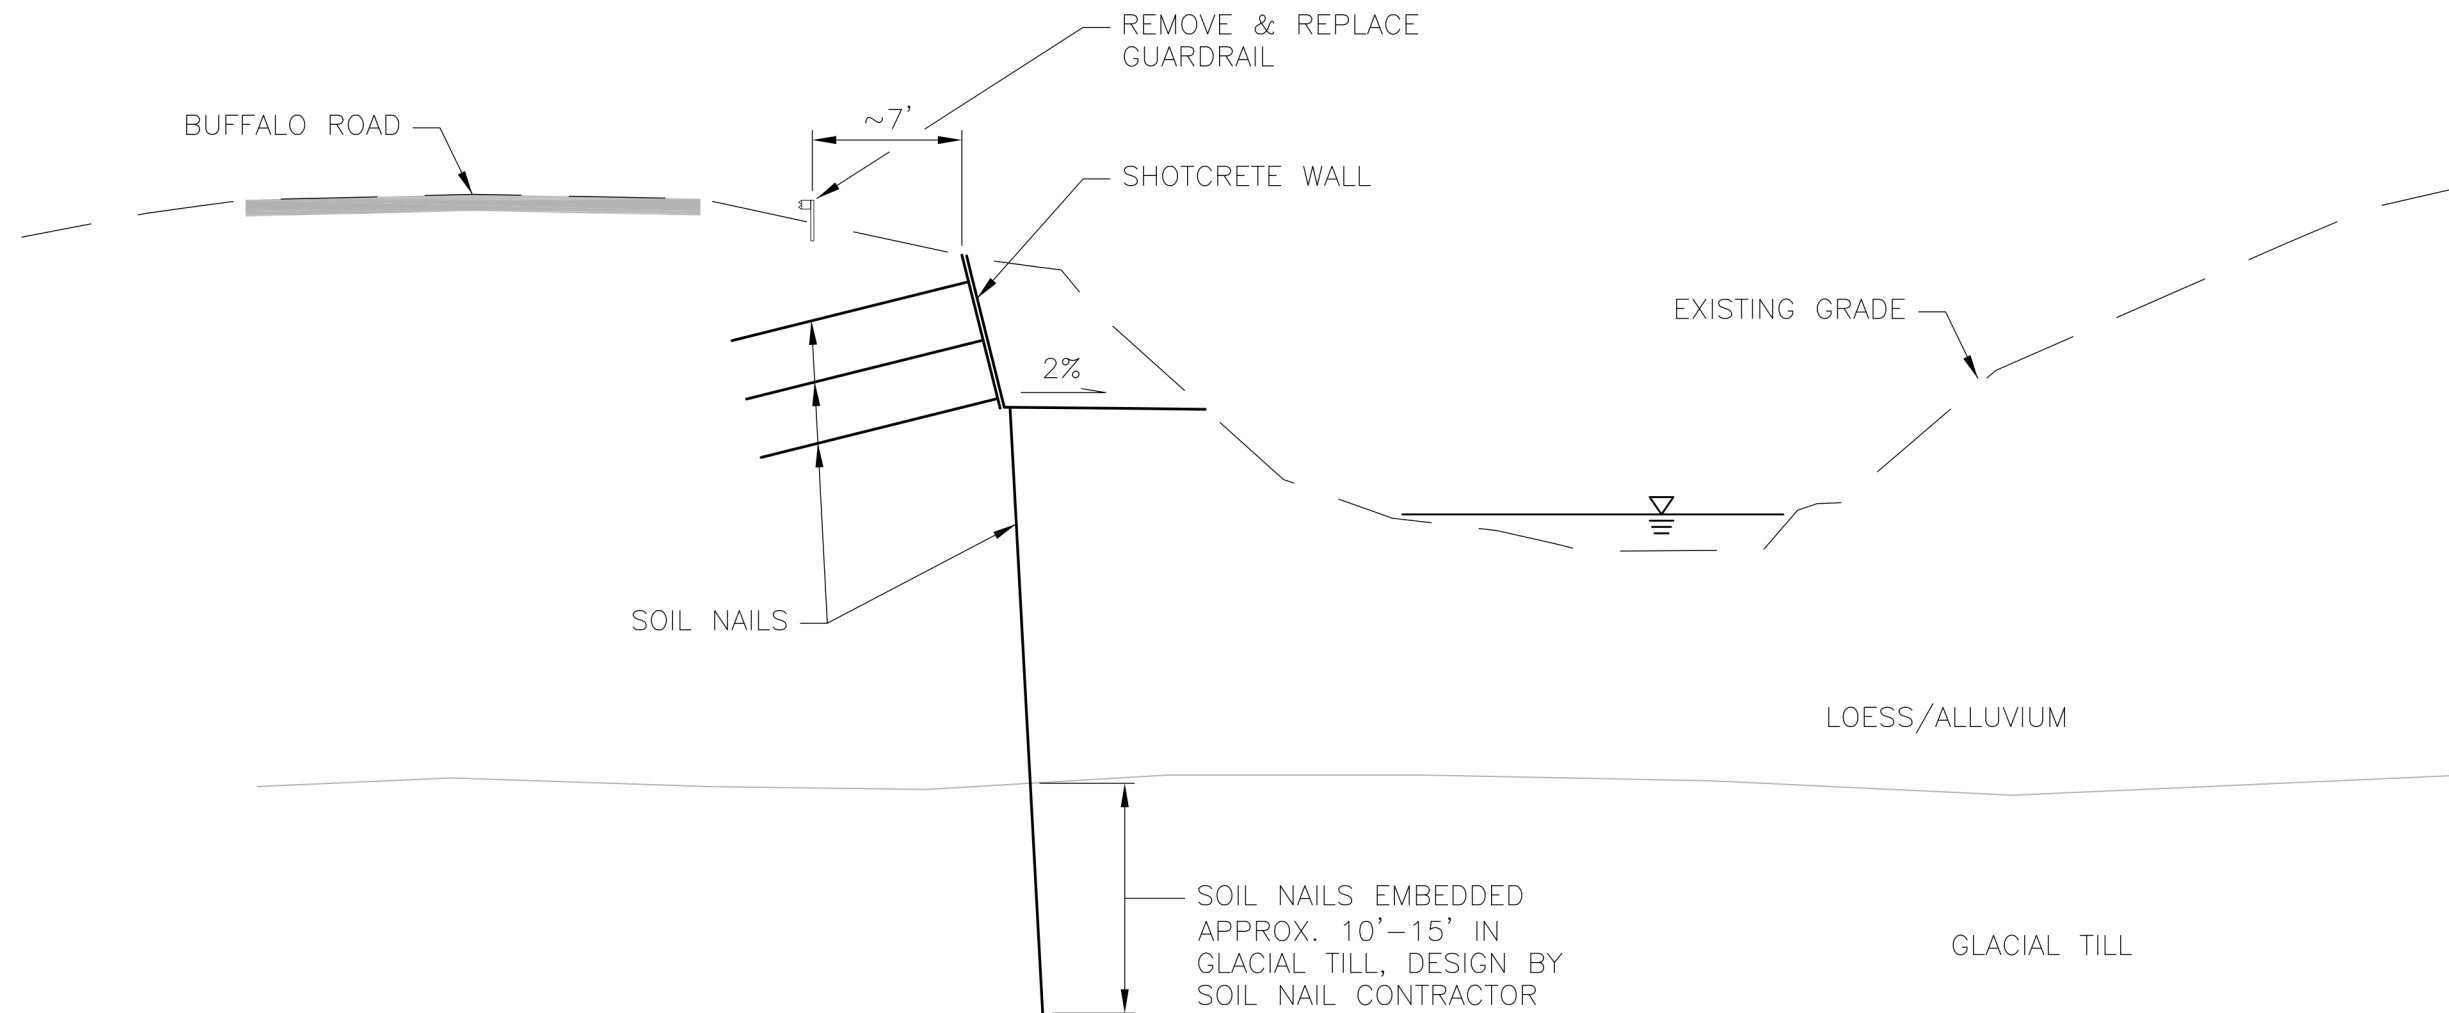 REMOVE & REPLACE
GUARDRAIL
~7'
BUFFALO ROAD
SHOTCRETE WALL
EXISTING GRADE
2%
SOIL NAILS
LOESS/ALLUVIUM
SOIL NAILS EMBEDDED
APPROX. 10'-15' IN
GLACIAL TILL, DESIGN BY
SOIL NAIL CONTRACTOR
GLACIAL TILL